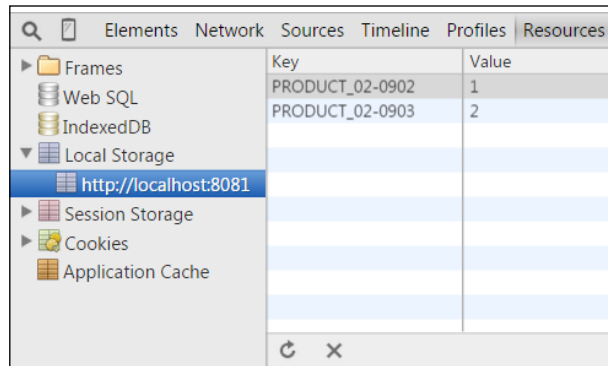 Elements Network Sources Timeline Profiles Resources
Frames
Web SQL
IndexedDB
Local Storage
http://localhost:8081
Session Storage
Cookies
Application Cache
Key Value
PRODUCT_02-0902 1
PRODUCT_02-0903 2